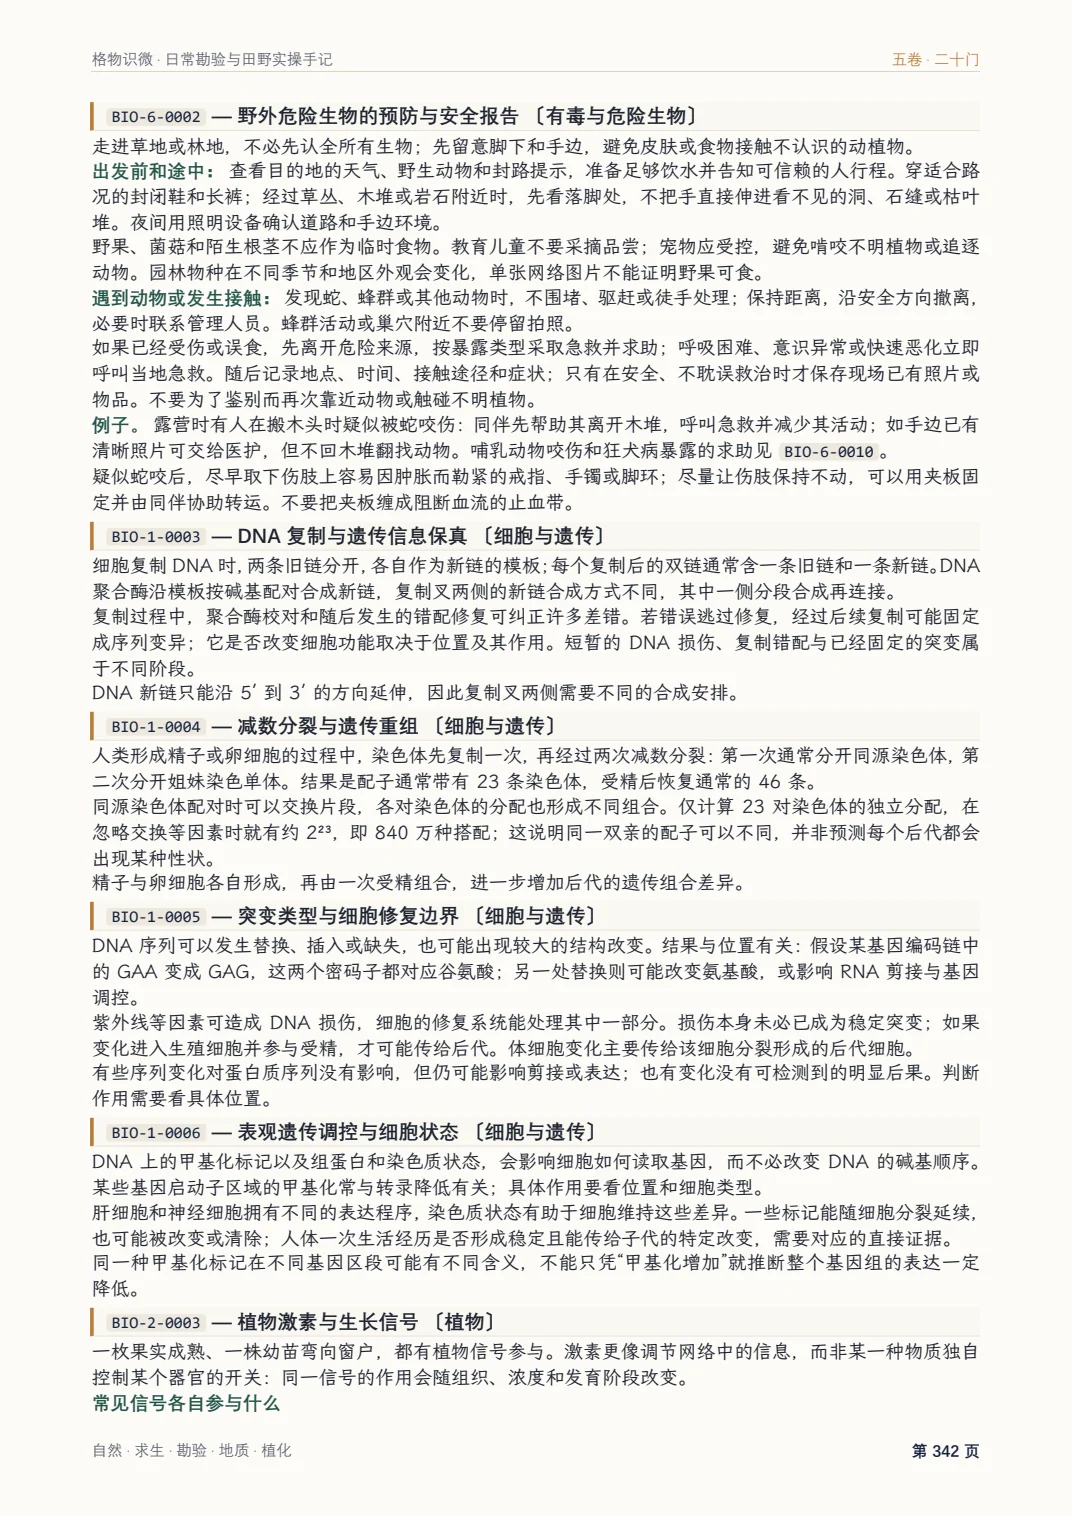 格物识微 · 日常勘验与田野实操手记
五卷 · 二十门
BIO-6-0002 — 野外危险生物的预防与安全报告 〔有毒与危险生物〕
走进草地或林地，不必先认全所有生物；先留意脚下和手边，避免皮肤或食物接触不认识的动植物。
出发前和途中： 查看目的地的天气、野生动物和封路提示，准备足够饮水并告知可信赖的人行程。穿适合路
况的封闭鞋和长裤；经过草丛、木堆或岩石附近时，先看落脚处，不把手直接伸进看不见的洞、石缝或枯叶
堆。夜间用照明设备确认道路和手边环境。
野果、菌菇和陌生根茎不应作为临时食物。教育儿童不要采摘品尝；宠物应受控，避免啃咬不明植物或追逐
动物。园林物种在不同季节和地区外观会变化，单张网络图片不能证明野果可食。
遇到动物或发生接触： 发现蛇、蜂群或其他动物时，不围堵、驱赶或徒手处理；保持距离，沿安全方向撤离，
必要时联系管理人员。蜂群活动或巢穴附近不要停留拍照。
如果已经受伤或误食，先离开危险来源，按暴露类型采取急救并求助；呼吸困难、意识异常或快速恶化立即
呼叫当地急救。随后记录地点、时间、接触途径和症状；只有在安全、不耽误救治时才保存现场已有照片或
物品。不要为了鉴别而再次靠近动物或触碰不明植物。
例子。 露营时有人在搬木头时疑似被蛇咬伤：同伴先帮助其离开木堆，呼叫急救并减少其活动；如手边已有
清晰照片可交给医护，但不回木堆翻找动物。哺乳动物咬伤和狂犬病暴露的求助见 BIO-6-0010 。
疑似蛇咬后，尽早取下伤肢上容易因肿胀而勒紧的戒指、手镯或脚环；尽量让伤肢保持不动，可以用夹板固
定并由同伴协助转运。不要把夹板缠成阻断血流的止血带。
BIO-1-0003 — DNA 复制与遗传信息保真 〔细胞与遗传〕
细胞复制 DNA 时，两条旧链分开，各自作为新链的模板；每个复制后的双链通常含一条旧链和一条新链。DNA
聚合酶沿模板按碱基配对合成新链，复制叉两侧的新链合成方式不同，其中一侧分段合成再连接。
复制过程中，聚合酶校对和随后发生的错配修复可纠正许多差错。若错误逃过修复，经过后续复制可能固定
成序列变异；它是否改变细胞功能取决于位置及其作用。短暂的 DNA 损伤、复制错配与已经固定的突变属
于不同阶段。
DNA 新链只能沿 5′ 到 3′ 的方向延伸，因此复制叉两侧需要不同的合成安排。
BIO-1-0004 — 减数分裂与遗传重组 〔细胞与遗传〕
人类形成精子或卵细胞的过程中，染色体先复制一次，再经过两次减数分裂：第一次通常分开同源染色体，第
二次分开姐妹染色单体。结果是配子通常带有 23 条染色体，受精后恢复通常的 46 条。
同源染色体配对时可以交换片段，各对染色体的分配也形成不同组合。仅计算 23 对染色体的独立分配，在
忽略交换等因素时就有约 2²³，即 840 万种搭配；这说明同一双亲的配子可以不同，并非预测每个后代都会
出现某种性状。
精子与卵细胞各自形成，再由一次受精组合，进一步增加后代的遗传组合差异。
BIO-1-0005 — 突变类型与细胞修复边界 〔细胞与遗传〕
DNA 序列可以发生替换、插入或缺失，也可能出现较大的结构改变。结果与位置有关：假设某基因编码链中
的 GAA 变成 GAG，这两个密码子都对应谷氨酸；另一处替换则可能改变氨基酸，或影响 RNA 剪接与基因
调控。
紫外线等因素可造成 DNA 损伤，细胞的修复系统能处理其中一部分。损伤本身未必已成为稳定突变；如果
变化进入生殖细胞并参与受精，才可能传给后代。体细胞变化主要传给该细胞分裂形成的后代细胞。
有些序列变化对蛋白质序列没有影响，但仍可能影响剪接或表达；也有变化没有可检测到的明显后果。判断
作用需要看具体位置。
BIO-1-0006 — 表观遗传调控与细胞状态 〔细胞与遗传〕
DNA 上的甲基化标记以及组蛋白和染色质状态，会影响细胞如何读取基因，而不必改变 DNA 的碱基顺序。
某些基因启动子区域的甲基化常与转录降低有关；具体作用要看位置和细胞类型。
肝细胞和神经细胞拥有不同的表达程序，染色质状态有助于细胞维持这些差异。一些标记能随细胞分裂延续，
也可能被改变或清除；人体一次生活经历是否形成稳定且能传给子代的特定改变，需要对应的直接证据。
同一种甲基化标记在不同基因区段可能有不同含义，不能只凭“甲基化增加”就推断整个基因组的表达一定
降低。
BIO-2-0003 — 植物激素与生长信号 〔植物〕
一枚果实成熟、一株幼苗弯向窗户，都有植物信号参与。激素更像调节网络中的信息，而非某一种物质独自
控制某个器官的开关：同一信号的作用会随组织、浓度和发育阶段改变。
常见信号各自参与什么
自然 · 求生 · 勘验 · 地质 · 植化
第 342 页